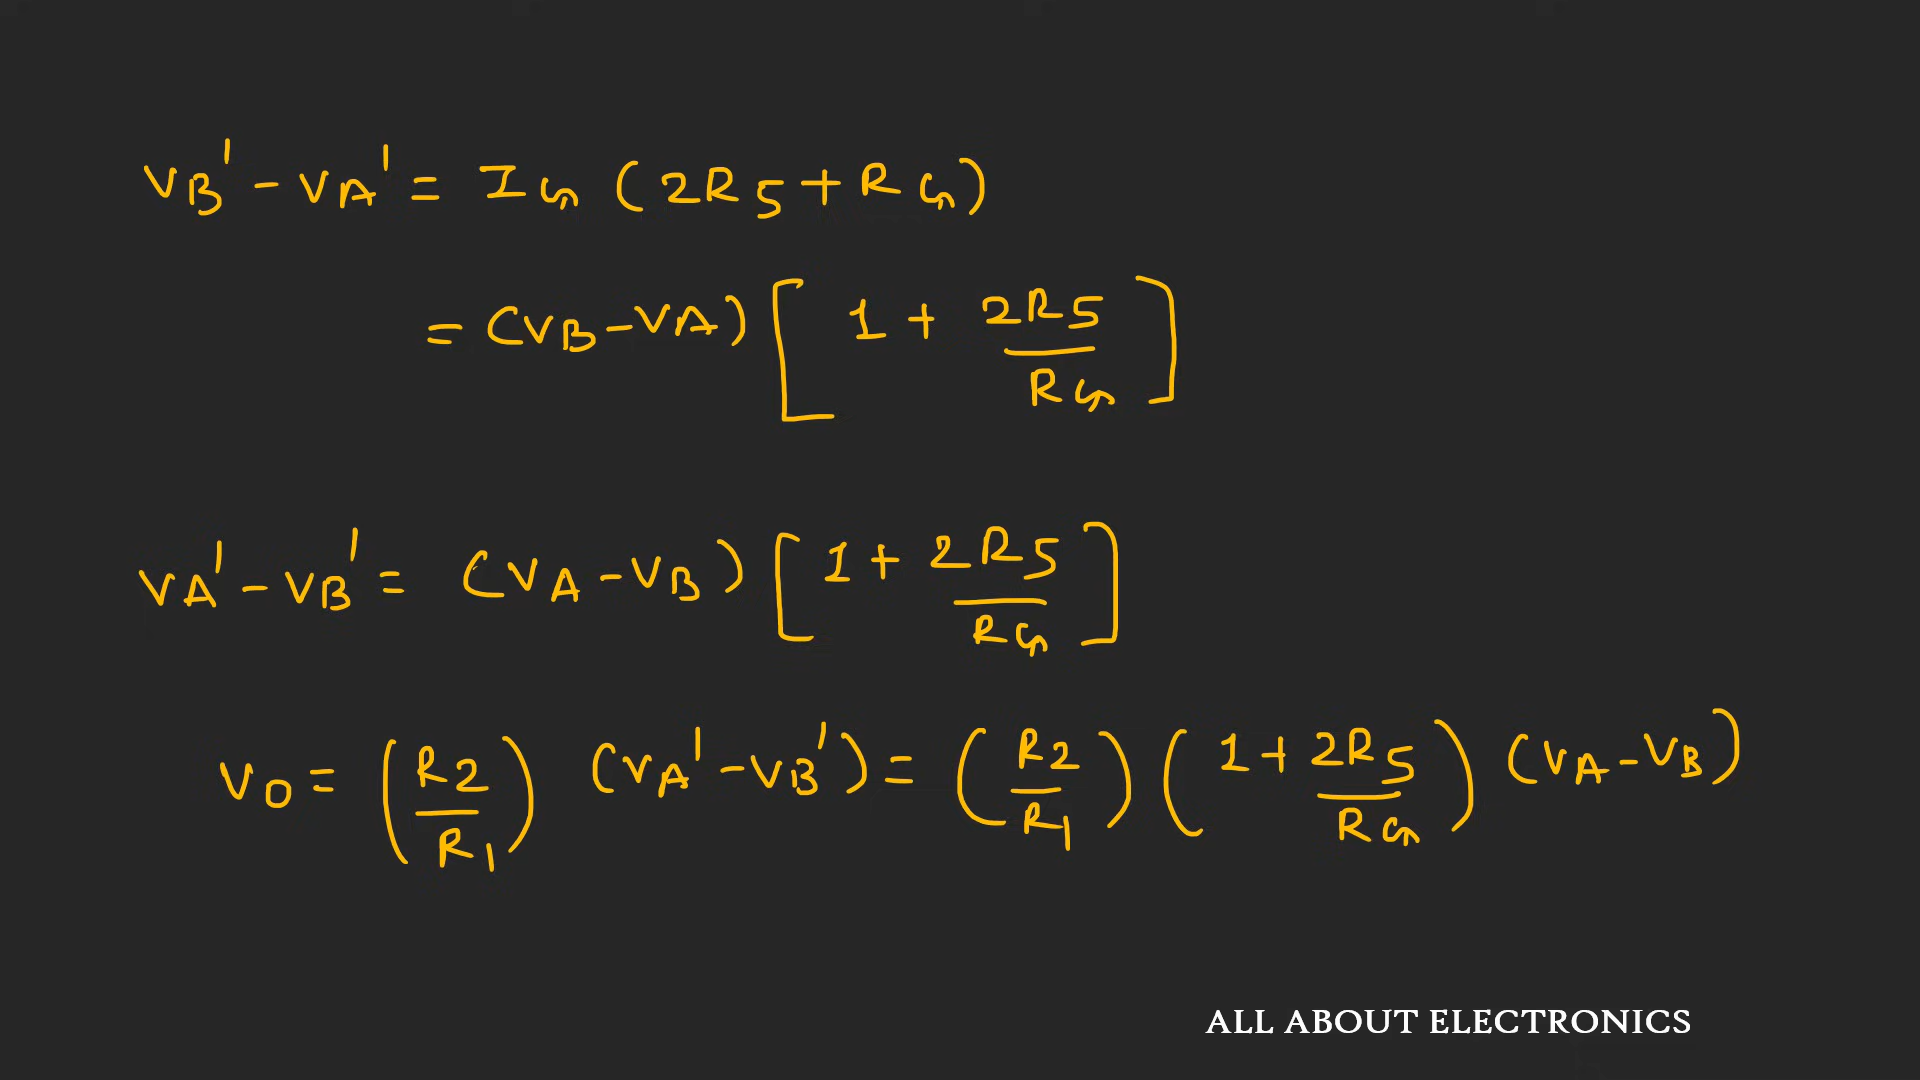 VB' - VA' = IG (2R5 + RG)
= (VB - VA) [ 1 + 2R5 / RG ]
VA' - VB' = (VA - VB) [ 1 + 2R5 / RG ]
VO = (R2 / R1) (VA' - VB') = (R2 / R1) (1 + 2R5 / RG) (VA - VB)
ALL ABOUT ELECTRONICS